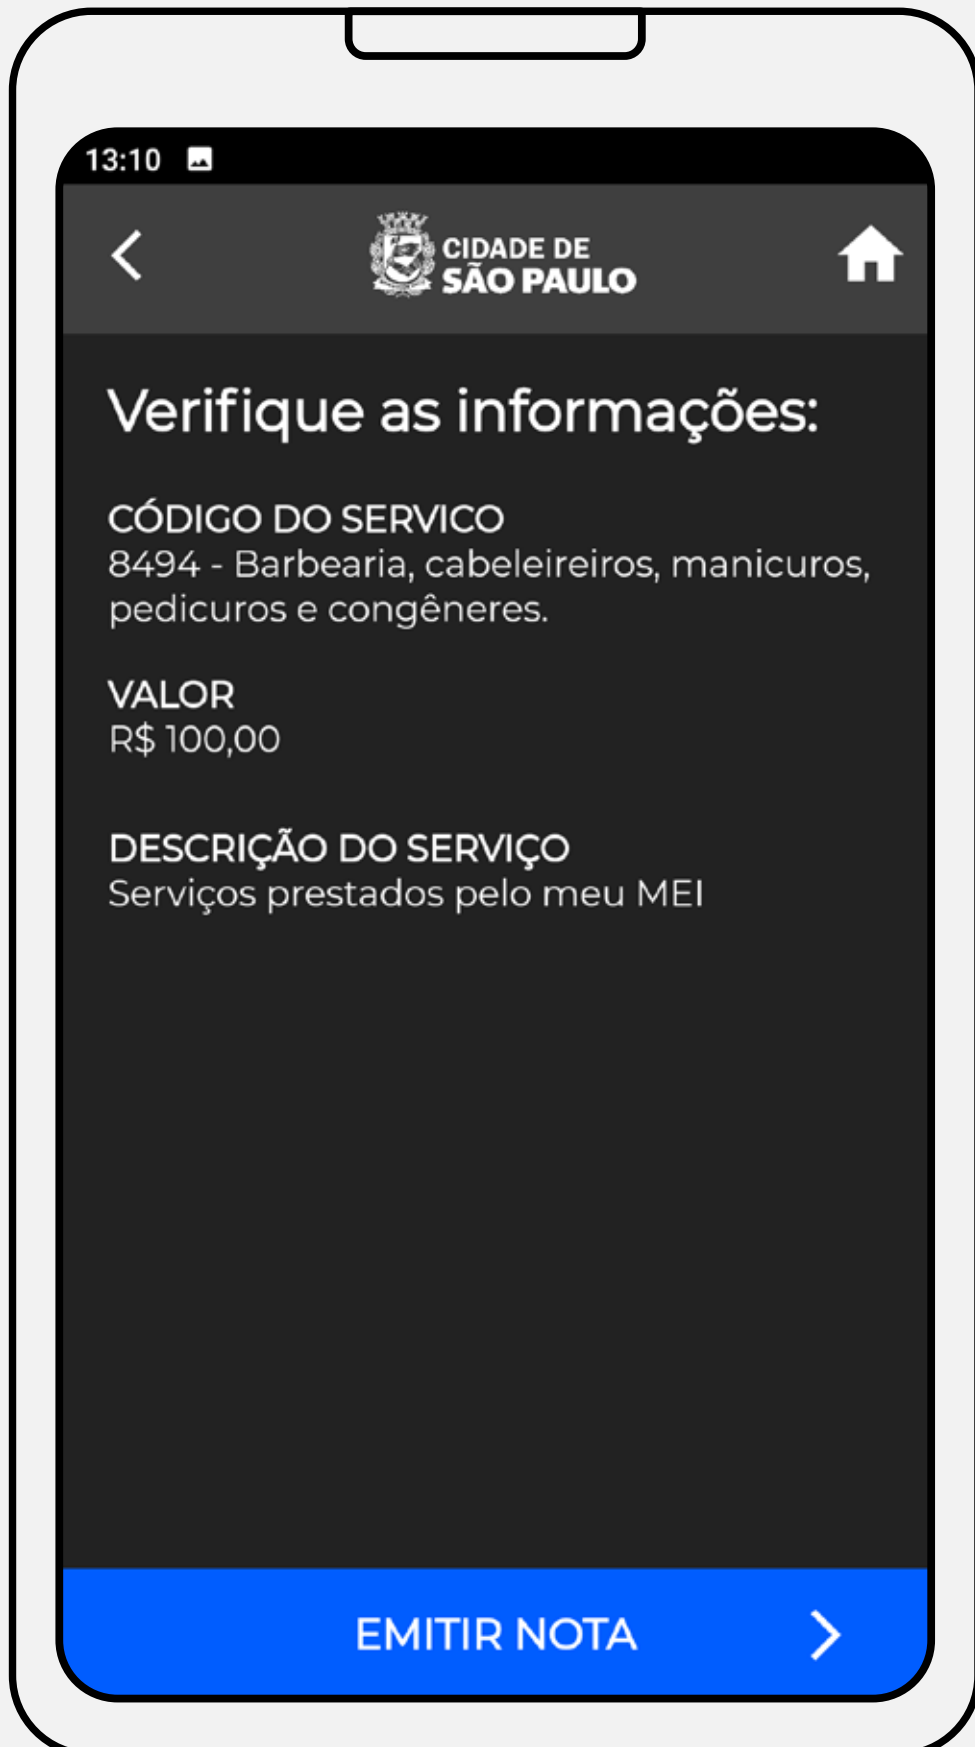 13:10
CIDADE DE
SÃO PAULO
Verifique as informações:
CÓDIGO DO SERVICO
8494 - Barbearia, cabeleireiros, manicuros,
pedicuros e congêneres.
VALOR
R$ 100,00
DESCRIÇÃO DO SERVIÇO
Serviços prestados pelo meu MEI
EMITIR NOTA